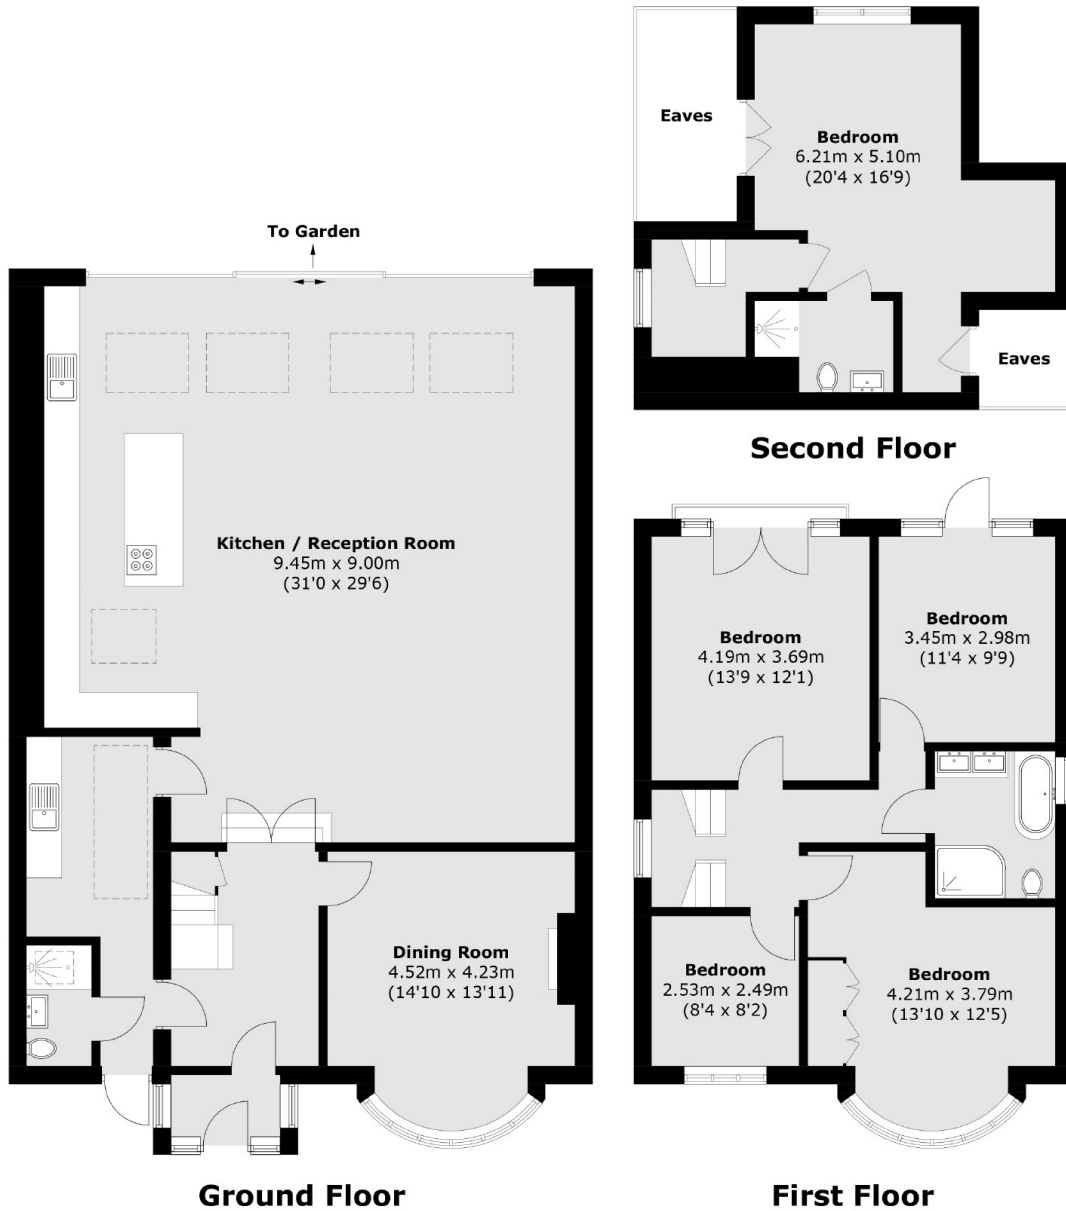 To Garden
Kitchen / Reception Room
9.45m x 9.00m
(31'0 x 29'6)
Dining Room
4.52m x 4.23m
(14'10 x 13'11)
Ground Floor
Eaves
Bedroom
6.21m x 5.10m
(20'4 x 16'9)
Eaves
Second Floor
Bedroom
4.19m x 3.69m
(13'9 x 12'1)
Bedroom
3.45m x 2.98m
(11'4 x 9'9)
Bedroom
2.53m x 2.49m
(8'4 x 8'2)
Bedroom
4.21m x 3.79m
(13'10 x 12'5)
First Floor